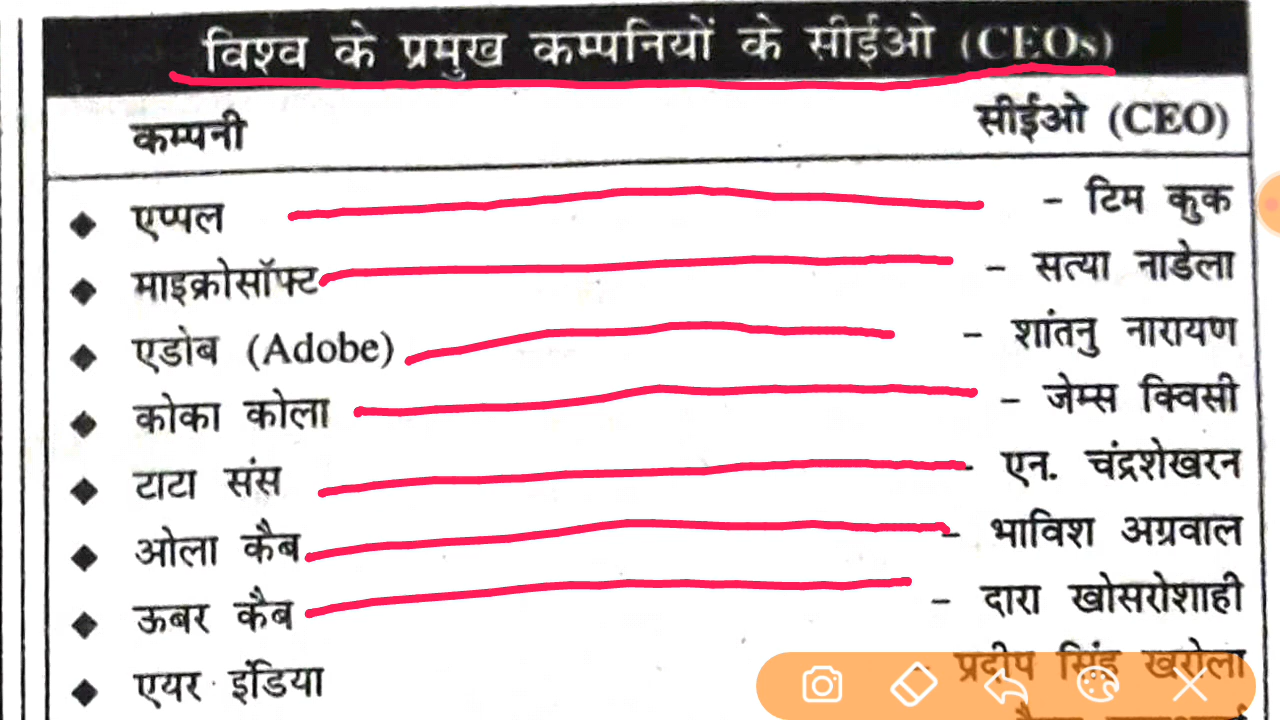 विश्व के प्रमुख कम्पनियों के सीईओ (CEOs)
कम्पनी सीईओ (CEO)
◆ एप्पल - टिम कुक
◆ माइक्रोसॉफ्ट - सत्या नाडेला
◆ एडोब (Adobe) - शांतनु नारायण
◆ कोका कोला - जेम्स क्विसी
◆ टाटा संस - एन. चंद्रशेखरन
◆ ओला कैब - भाविश अग्रवाल
◆ ऊबर कैब - दारा खोसरोशाही
◆ एयर इंडिया - प्रदीप सिंह खरोला